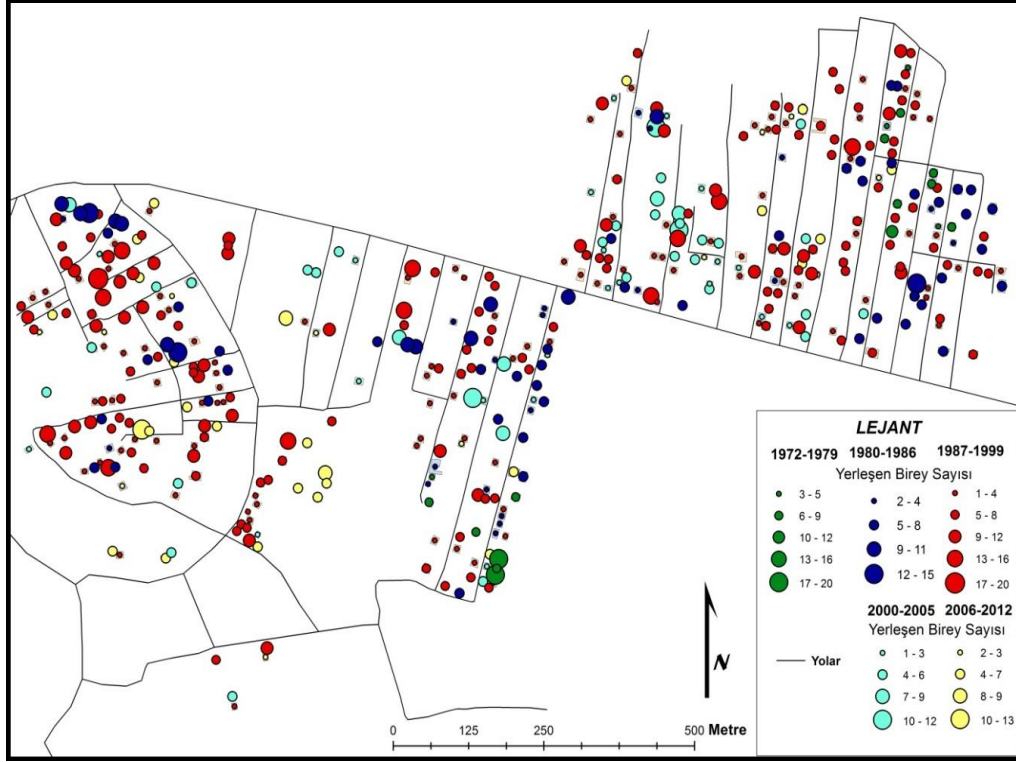 LEJANT
1972-1979 1980-1986 1987-1999
Yerleşen Birey Sayısı
3 - 5 2 - 4 1 - 4
6 - 9 5 - 8 5 - 8
10 - 12 9 - 11 9 - 12
13 - 16 12 - 15 13 - 16
17 - 20 17 - 20
2000-2005 2006-2012
Yerleşen Birey Sayısı
1 - 3 2 - 3
4 - 6 4 - 7
7 - 9 8 - 9
10 - 12 10 - 13
Yolar
N
0 125 250 500 Metre